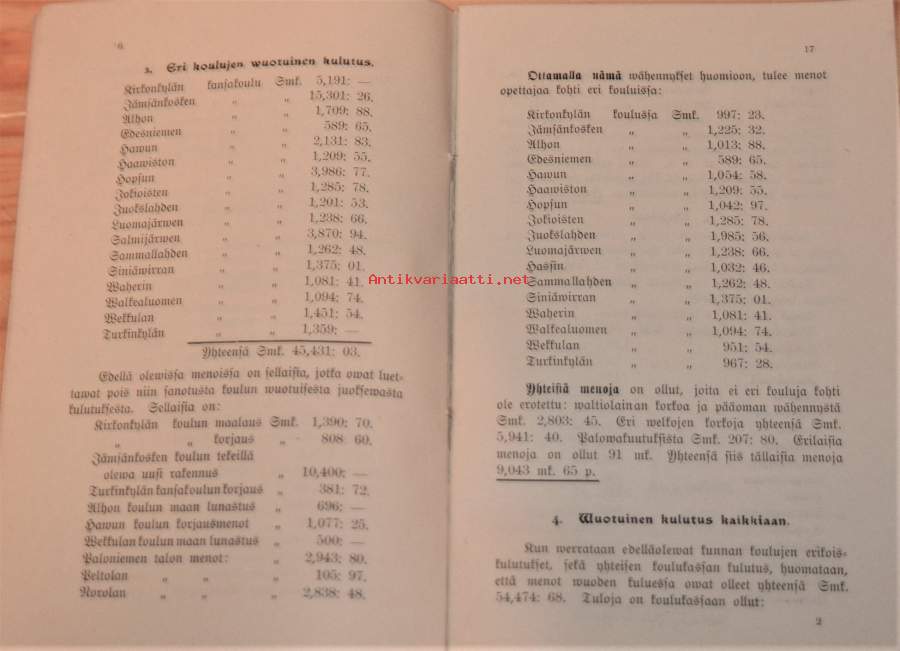 6
3. Eri koulujen wuotuinen kulutus.
Kirkonkylän kansakoulu Smk. 5,191: —
Jämsänkosken „ „ 15,301: 26.
Alhon „ „ 1,709: 88.
Edesniemen „ „ 589: 65.
Hawun „ „ 2,131: 83.
Haawiston „ „ 1,209: 55.
Hopsun „ „ 3,986: 77.
Jokioisten „ „ 1,285: 78.
Juokslahden „ „ 1,201: 53.
Luomajärwen „ „ 1,238: 66.
Salmijärwen „ „ 3,870: 94.
Sammallahden „ „ 1,262: 48.
Siniäwirran „ „ 1,375: 01.
Waherin „ „ 1,081: 41.
Walkealuomen „ „ 1,094: 74.
Wekkulan „ „ 1,451: 54.
Turkinkylän „ „ 1,359: —
Yhteensä Smk. 45,431: 03.
Edellä olewissa menoissa on sellaisia, jotka owat luet-
tawat pois niin sanotusta koulun wuotuisesta juoksewasta
kulutuksesta. Sellaisia on:
Kirkonkylän koulun maalaus Smk. 1,390: 70.
„ „ korjaus „ 808: 60.
Jämsänkosken koulun tekeillä
olewa uusi rakennus „ 10,400: —
Turkinkylän kansakoulun korjaus „ 381: 72.
Alhon koulun maan lunastus „ 696: —
Hawun koulun korjausmenot „ 1,077: 25.
Wekkulan koulun maan lunastus „ 500: —
Paloniemen talon menot: „ 2,943: 80.
Peltolan „ „ „ 105: 97.
Rorolan „ „ „ 2,838: 48.
17
Ottamalla nämä wähennykset huomioon, tulee menot
opettajaa kohti eri kouluissa:
Kirkonkylän koulussa Smk. 997: 23.
Jämsänkosken „ „ 1,225: 32.
Alhon „ „ 1,013: 88.
Edesniemen „ „ 589: 65.
Hawun „ „ 1,054: 58.
Haawiston „ „ 1,209: 55.
Hopsun „ „ 1,042: 97.
Jokioisten „ „ 1,285: 78.
Juokslahden „ „ 1,985: 56.
Luomajärwen „ „ 1,238: 66.
Hassin „ „ 1,032: 46.
Sammallahden „ „ 1,262: 48.
Siniäwirran „ „ 1,375: 01.
Waherin „ „ 1,081: 41.
Walkealuomen „ „ 1,094: 74.
Wekkulan „ „ 951: 54.
Turkinkylän „ „ 967: 28.
Yhteisiä menoja on ollut, joita ei eri kouluja kohti
ole erotettu: waltiolainan korkoa ja pääoman wähennystä
Smk. 2,803: 45. Eri welkojen korkoja yhteensä Smk.
5,941: 40. Palowakuutuksista Smk. 207: 80. Erilaisia
menoja on ollut 91 mk. Yhteensä siis tällaisia menoja
9,043 mk. 65 p.
4. Wuotuinen kulutus kaikkiaan.
Kun werrataan edelläolewat kunnan koulujen erikois-
kulutukset, sekä yhteisen koulukassan kulutus, huomataan,
että menot wuoden kuluessa owat olleet yhteensä Smk.
54,474: 68. Tuloja on koulukassaan ollut:
2
Antikvariaatti.net